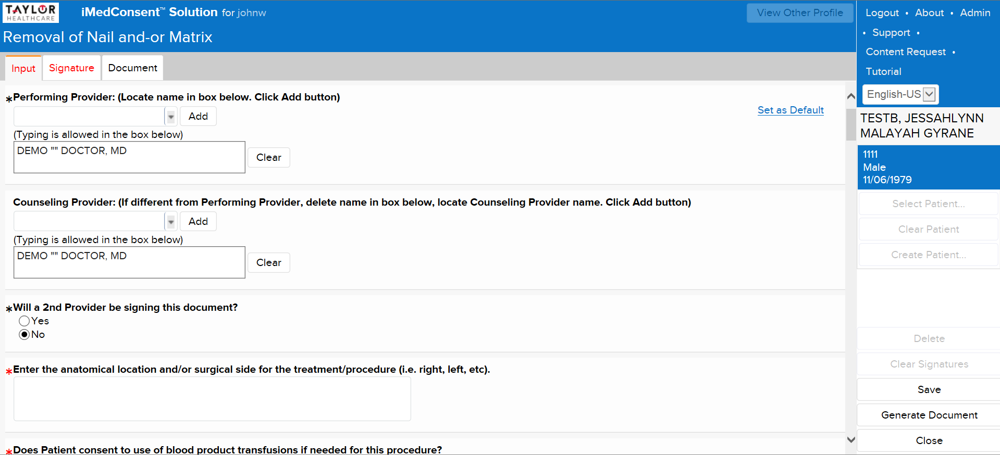 TAYLOR
HEALTHCARE
iMedConsent™ Solution for johnw
View Other Profile
Removal of Nail and-or Matrix
Logout • About • Admin
• Support •
Content Request •
Tutorial
English-US
Input
Signature
Document
*Performing Provider: (Locate name in box below. Click Add button)
Add
Set as Default
(Typing is allowed in the box below)
DEMO "" DOCTOR, MD
Clear
Counseling Provider: (If different from Performing Provider, delete name in box below, locate Counseling Provider name. Click Add button)
Add
(Typing is allowed in the box below)
DEMO "" DOCTOR, MD
Clear
*Will a 2nd Provider be signing this document?
Yes
No
*Enter the anatomical location and/or surgical side for the treatment/procedure (i.e. right, left, etc).
*Does Patient consent to use of blood product transfusions if needed for this procedure?
TESTB, JESSAHLYNN
MALAYAH GYRANE
1111
Male
11/06/1979
Select Patient...
Clear Patient
Create Patient...
Delete
Clear Signatures
Save
Generate Document
Close